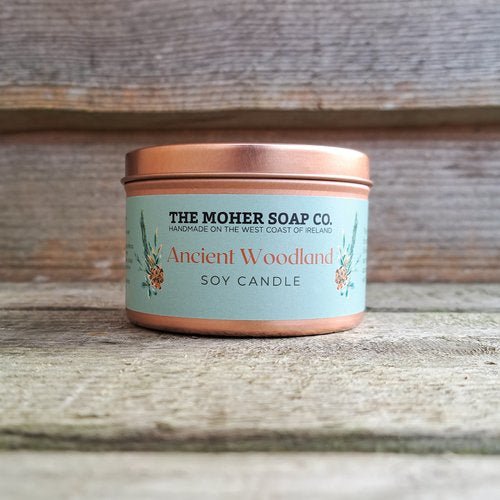 THE MOHER SOAP CO.
HANDMADE ON THE WEST COAST OF IRELAND
Ancient Woodland
SOY CANDLE